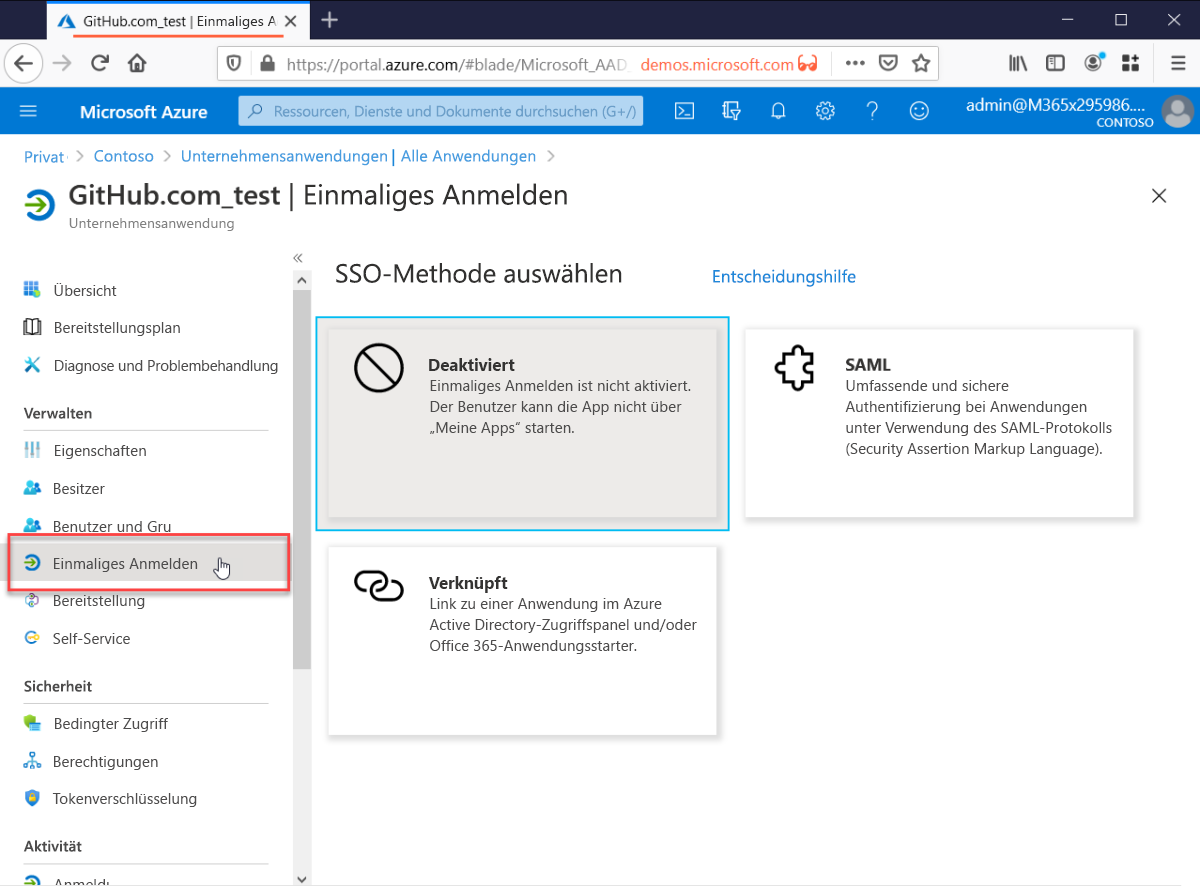 GitHub.com_test | Einmaliges A
https://portal.azure.com/#blade/Microsoft_AAD_ demos.microsoft.com
Microsoft Azure
Ressourcen, Dienste und Dokumente durchsuchen (G+/)
admin@M365x295986....
CONTOSO
Privat > Contoso > Unternehmensanwendungen | Alle Anwendungen >
GitHub.com_test | Einmaliges Anmelden
Unternehmensanwendung
SSO-Methode auswählen
Entscheidungshilfe
Übersicht
Bereitstellungsplan
Diagnose und Problembehandlung
Verwalten
Eigenschaften
Besitzer
Benutzer und Gru
Einmaliges Anmelden
Bereitstellung
Self-Service
Sicherheit
Bedingter Zugriff
Berechtigungen
Tokenverschlüsselung
Aktivität
Deaktiviert
Einmaliges Anmelden ist nicht aktiviert.
Der Benutzer kann die App nicht über
„Meine Apps“ starten.
SAML
Umfassende und sichere
Authentifizierung bei Anwendungen
unter Verwendung des SAML-Protokolls
(Security Assertion Markup Language).
Verknüpft
Link zu einer Anwendung im Azure
Active Directory-Zugriffspanel und/oder
Office 365-Anwendungsstarter.